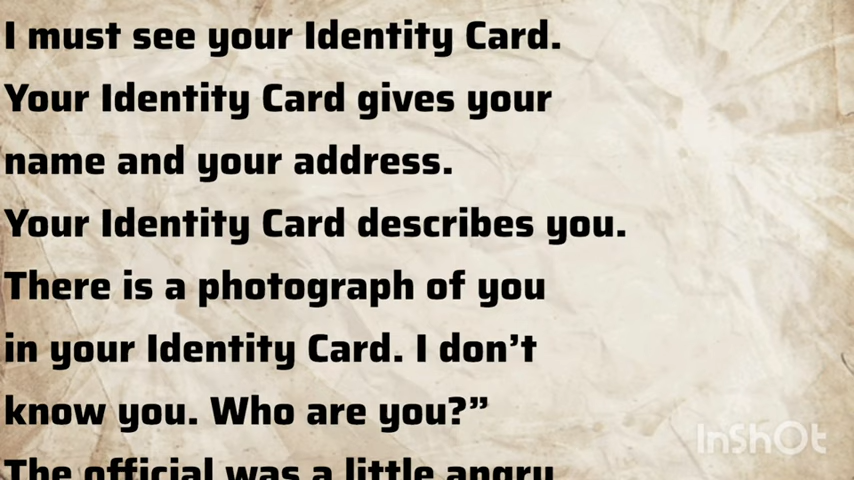 I must see your Identity Card.
Your Identity Card gives your
name and your address.
Your Identity Card describes you.
There is a photograph of you
in your Identity Card. I don’t
know you. Who are you?”
The official was a little angry
InShOt